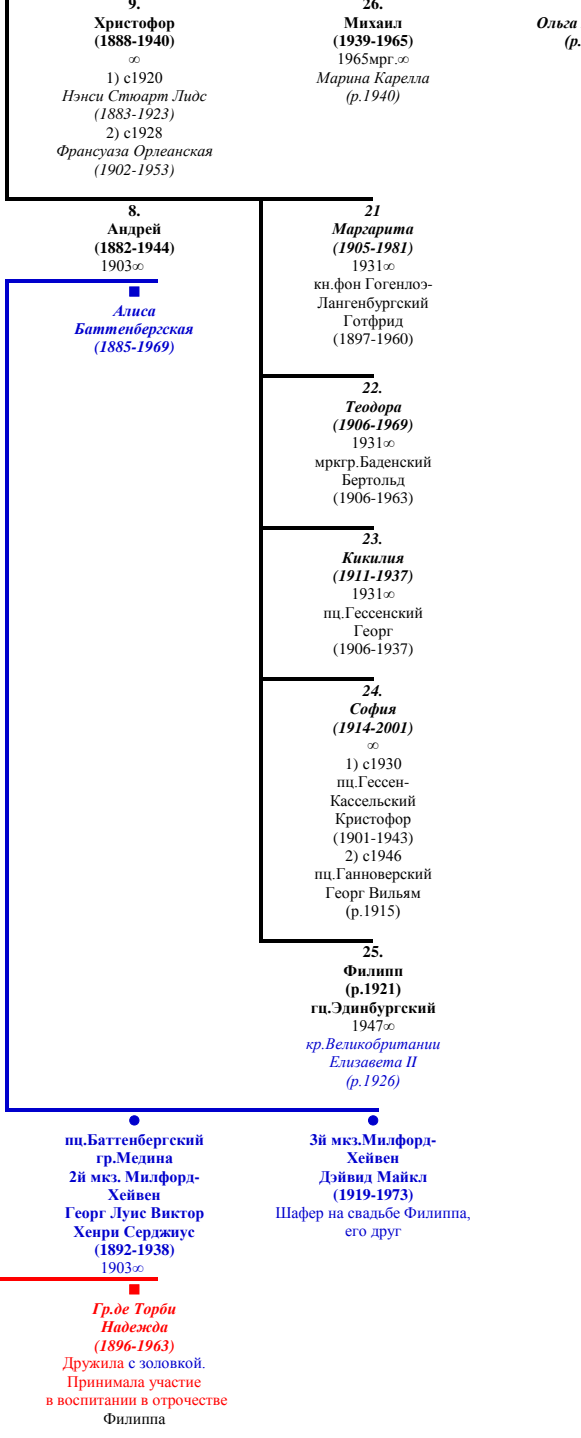 9.
Христофор
(1888-1940)
∞
1) с1920
Нэнси Стюарт Лидс
(1883-1923)
2) с1928
Франсуаза Орлеанская
(1902-1953)
26.
Михаил
(1939-1965)
1965мрг.∞
Марина Карелла
(р.1940)
Ольга
(р.
8.
Андрей
(1882-1944)
1903∞
Алиса
Баттенбергская
(1885-1969)
21
Маргарита
(1905-1981)
1931∞
кн.фон Гогенлоэ-
Лангенбургский
Готфрид
(1897-1960)
22.
Теодора
(1906-1969)
1931∞
мркгр.Баденский
Бертольд
(1906-1963)
23.
Кикилия
(1911-1937)
1931∞
пц.Гессенский
Георг
(1906-1937)
24.
София
(1914-2001)
∞
1) с1930
пц.Гессен-
Кассельский
Кристофор
(1901-1943)
2) с1946
пц.Ганноверский
Георг Вильям
(р.1915)
25.
Филипп
(р.1921)
гц.Эдинбургский
1947∞
кр.Великобритании
Елизавета II
(р.1926)
пц.Баттенбергский
гр.Медина
2й мкз. Милфорд-
Хейвен
Георг Луис Виктор
Хенри Серджиус
(1892-1938)
1903∞
3й мкз.Милфорд-
Хейвен
Дэйвид Майкл
(1919-1973)
Шафер на свадьбе Филиппа,
его друг
Гр.де Торби
Надежда
(1896-1963)
Дружила с золовкой.
Принимала участие
в воспитании в отрочестве
Филиппа